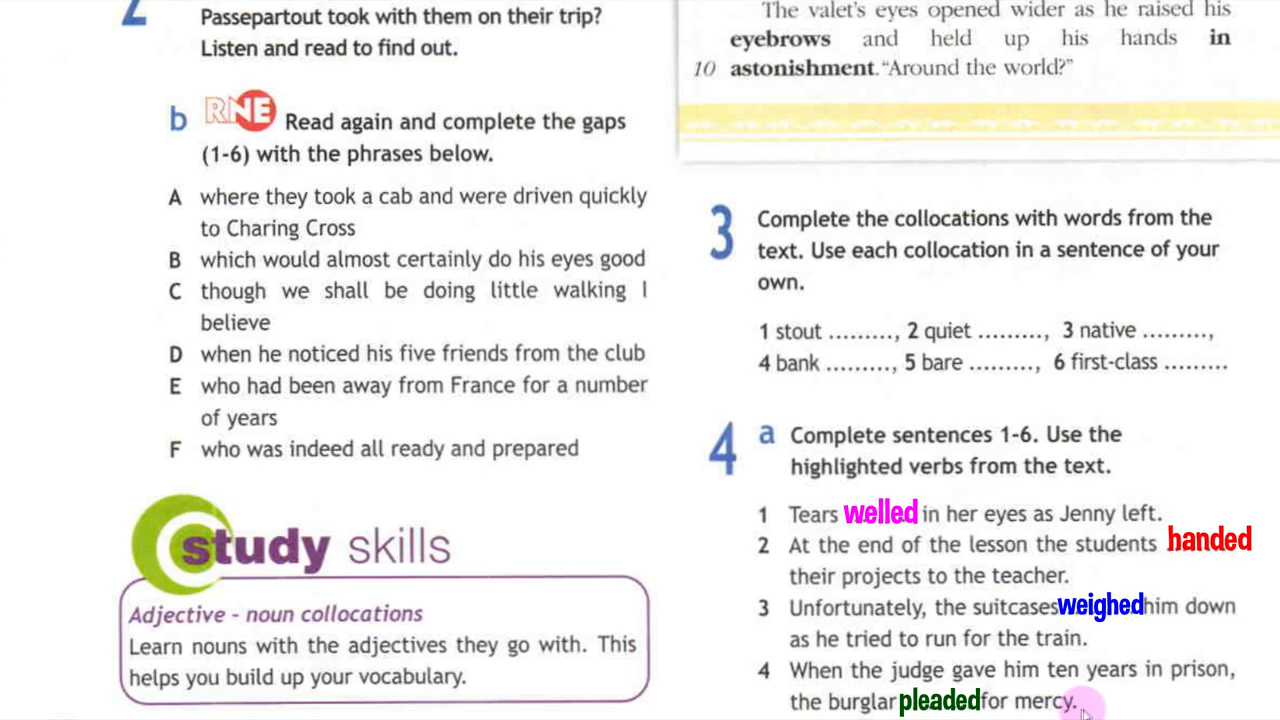 2
Passepartout took with them on their trip?
Listen and read to find out.
b RNE Read again and complete the gaps
(1-6) with the phrases below.
A where they took a cab and were driven quickly
to Charing Cross
B which would almost certainly do his eyes good
C though we shall be doing little walking I
believe
D when he noticed his five friends from the club
E who had been away from France for a number
of years
F who was indeed all ready and prepared
study skills
Adjective - noun collocations
Learn nouns with the adjectives they go with. This
helps you build up your vocabulary.
The valet's eyes opened wider as he raised his
eyebrows and held up his hands in
10 astonishment. "Around the world?"
3 Complete the collocations with words from the
text. Use each collocation in a sentence of your
own.
1 stout ........., 2 quiet ........., 3 native .........,
4 bank ........., 5 bare ........., 6 first-class .........
4 a Complete sentences 1-6. Use the
highlighted verbs from the text.
1 Tears welled in her eyes as Jenny left.
2 At the end of the lesson the students handed
their projects to the teacher.
3 Unfortunately, the suitcases weighed him down
as he tried to run for the train.
4 When the judge gave him ten years in prison,
the burglar pleaded for mercy.